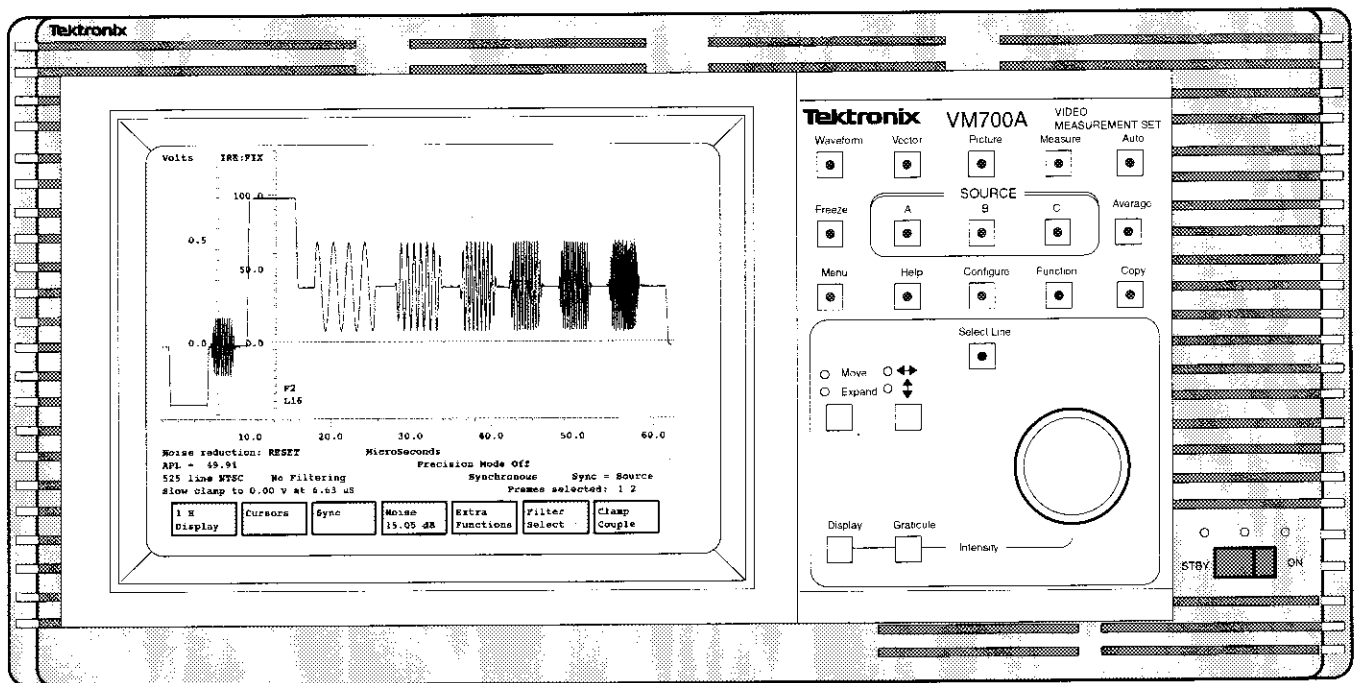 Tektronix
Volts IRE:FIX
100.0
0.5
50.0
0.0 0.0
F2
L16
10.0 20.0 30.0 40.0 50.0 60.0
Noise reduction: RESET MicroSeconds
APL = 49.91 Precision Mode Off
525 line NTSC No Filtering Synchronous Sync = Source
Slow clamp to 0.00 V at 6.63 uS Frames selected: 1 2
1 H Display
Cursors
Sync
Noise 15.05 dB
Extra Functions
Filter Select
Clamp Couple
Tektronix VM700A VIDEO MEASUREMENT SET
Waveform Vector Picture Measure Auto
SOURCE
Freeze A B C Average
Menu Help Configure Function Copy
Select Line
Move
Expand
Display Graticule
Intensity
STBY ON